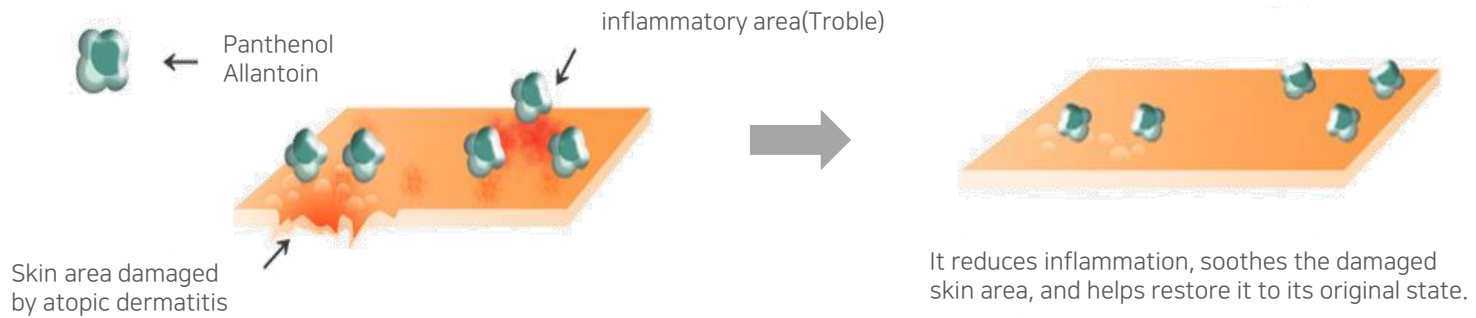 inflammatory area(Troble)
Panthenol
Allantoin
Skin area damaged
by atopic dermatitis
It reduces inflammation, soothes the damaged
skin area, and helps restore it to its original state.